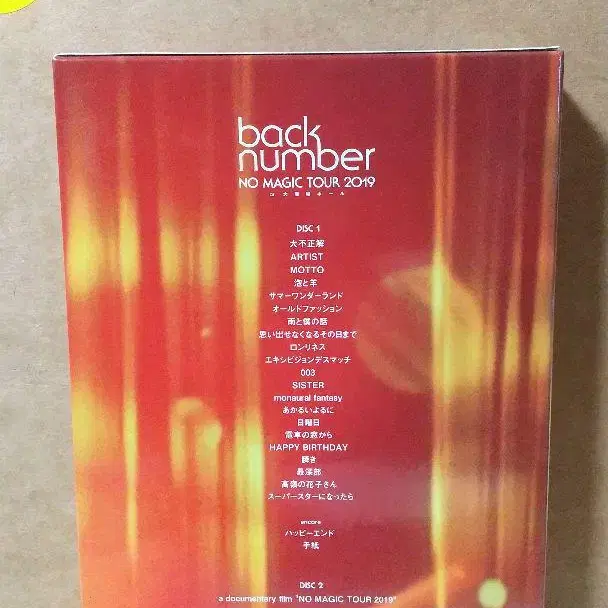 back
number
NO MAGIC TOUR 2019
DISC 1
大不正解
ARTIST
MOTTO
泡と羊
サマーワンダーランド
オールドファッション
雨と僕の話
思い出せなくなるその日まで
ロンリネス
エキシビジョンデスマッチ
003
SISTER
monaural fantasy
あかるいよるに
日曜日
電車の窓から
HAPPY BIRTHDAY
瞬き
最深部
高嶺の花子さん
スーパースターになったら
encore
ハッピーエンド
手紙
DISC 2
a documentary film "NO MAGIC TOUR 2019"